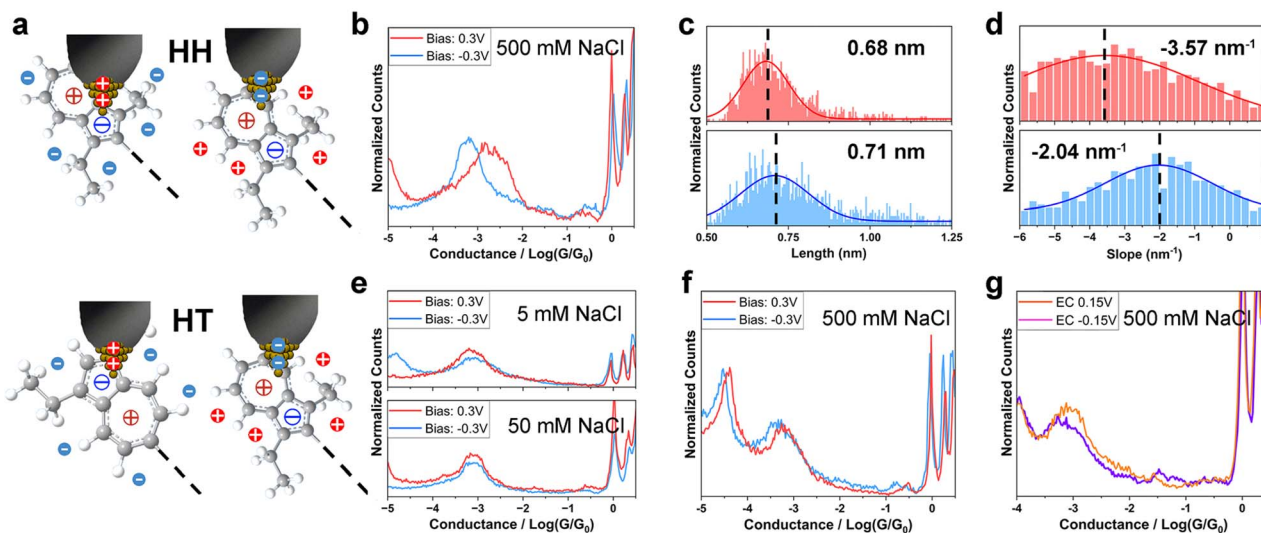 a
HH
HT
b
Bias: 0.3V
Bias: -0.3V
500 mM NaCl
Normalized Counts
-5 -4 -3 -2 -1 0
Conductance / Log(G/G₀)
c
0.68 nm
0.71 nm
Normalized Counts
0.50 0.75 1.00 1.25
Length (nm)
d
-3.57 nm⁻¹
-2.04 nm⁻¹
Normalized Counts
−6 −5 −4 −3 −2 −1 0 1
Slope (nm⁻¹)
e
Bias: 0.3V
Bias: -0.3V
5 mM NaCl
Bias: 0.3V
Bias: -0.3V
50 mM NaCl
Normalized Counts
-5 -4 -3 -2 -1 0
Conductance / Log(G/G₀)
f
Bias: 0.3V
Bias: -0.3V
500 mM NaCl
Normalized Counts
-5 -4 -3 -2 -1 0
Conductance / Log(G/G₀)
g
EC 0.15V
EC -0.15V
500 mM NaCl
Normalized Counts
-4 -3 -2 -1 0
Conductance / Log(G/G₀)